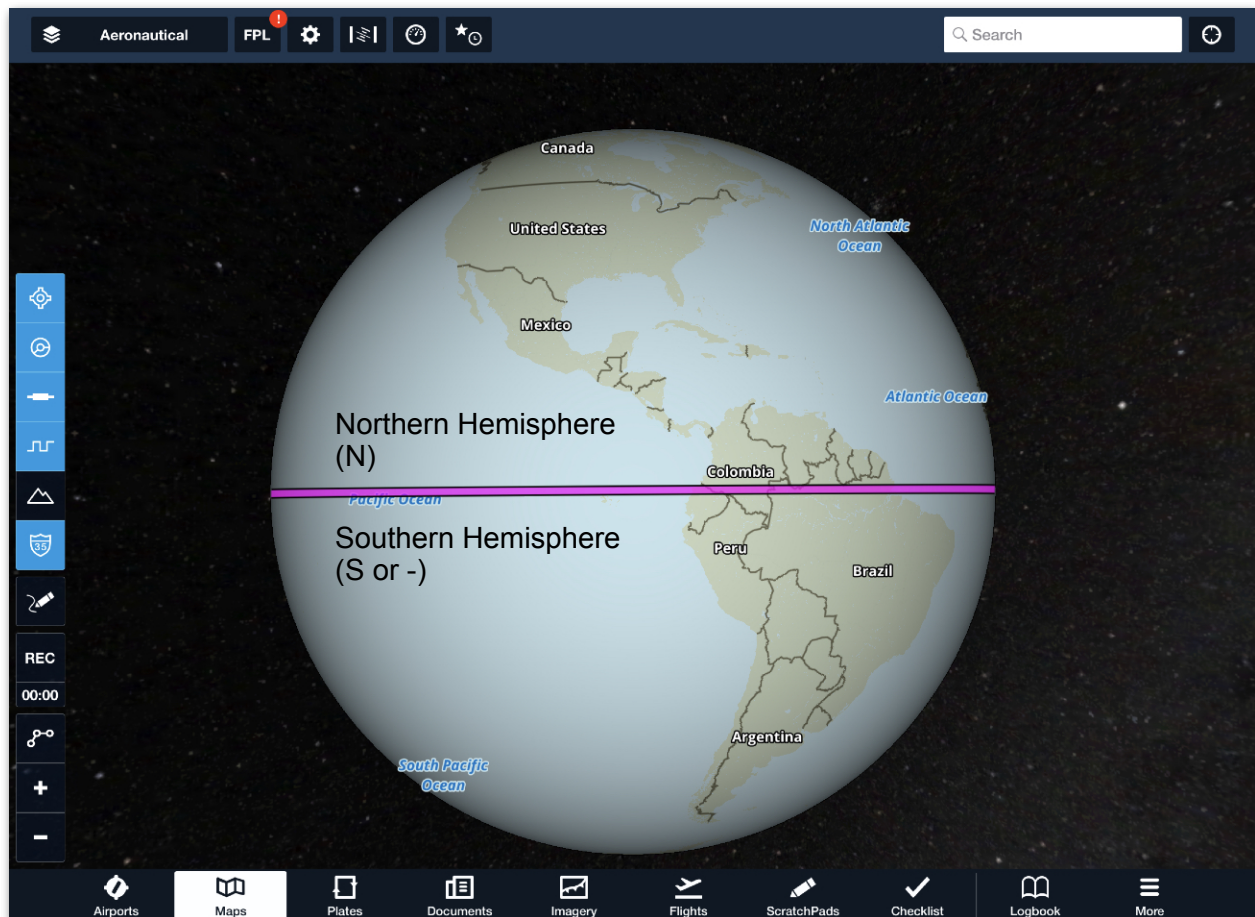 Aeronautical
FPL
!
Search
Canada
United States
North Atlantic
Ocean
Mexico
Atlantic Ocean
Northern Hemisphere
(N)
Colombia
Pacific Ocean
Southern Hemisphere
(S or -)
Peru
Brazil
Argentina
South Pacific
Ocean
35
REC
00:00
Airports
Maps
Plates
Documents
Imagery
Flights
ScratchPads
Checklist
Logbook
More